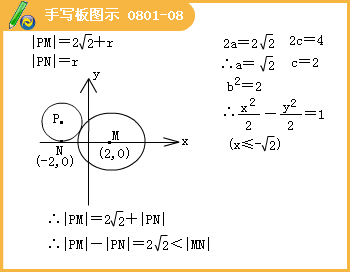 手写板图示 0801-08
|PM|=2√2+r
|PN|=r
2a=2√2 2c=4
∴a=√2 c=2
b²=2
∴x²/2-y²/2=1
(x≤-√2)
y
P
M
N
x
(-2,0)
(2,0)
∴|PM|=2√2+|PN|
∴|PM|-|PN|=2√2<|MN|